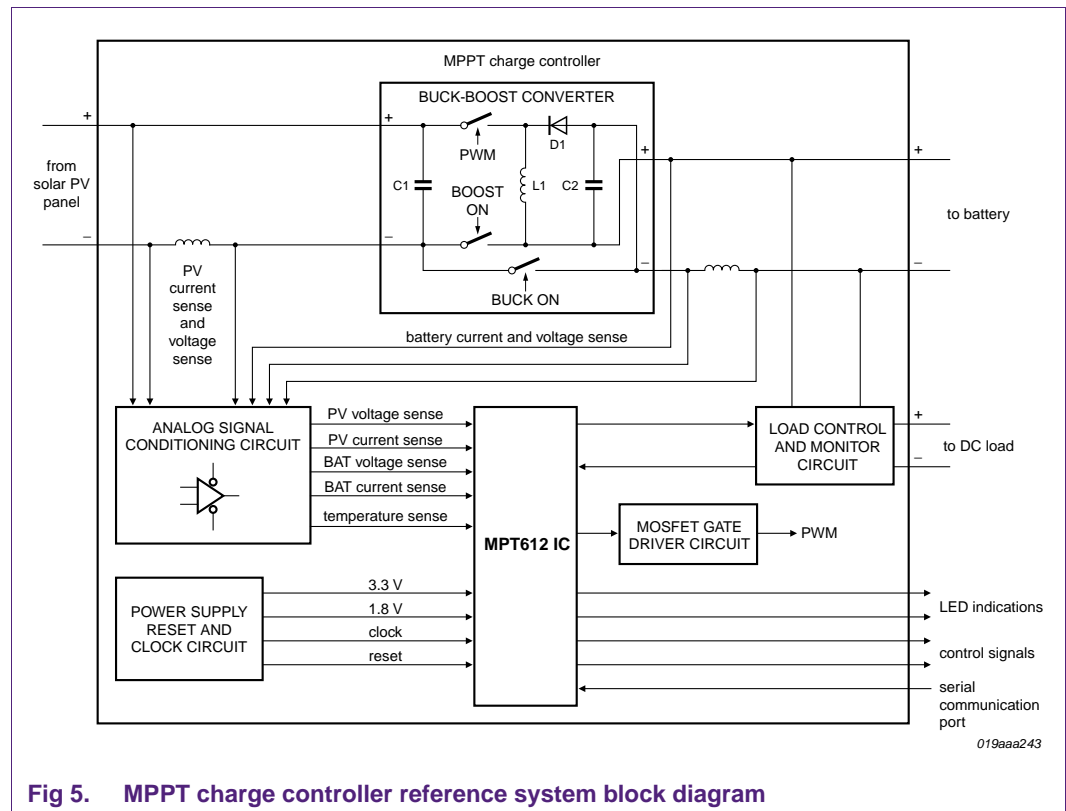 MPPT charge controller
BUCK-BOOST CONVERTER
+
+
PWM
D1
+
+
from
solar PV
panel
C1
BOOST
ON
L1
C2
to battery
−
−
−
−
PV
current
sense
and
voltage
sense
BUCK ON
battery current and voltage sense
ANALOG SIGNAL
CONDITIONING CIRCUIT
PV voltage sense
PV current sense
BAT voltage sense
BAT current sense
temperature sense
MPT612 IC
LOAD CONTROL
AND MONITOR
CIRCUIT
+
to DC load
−
MOSFET GATE
DRIVER CIRCUIT
PWM
POWER SUPPLY
RESET AND
CLOCK CIRCUIT
3.3 V
1.8 V
clock
reset
LED indications
control signals
serial
communication
port
019aaa243
Fig 5. MPPT charge controller reference system block diagram